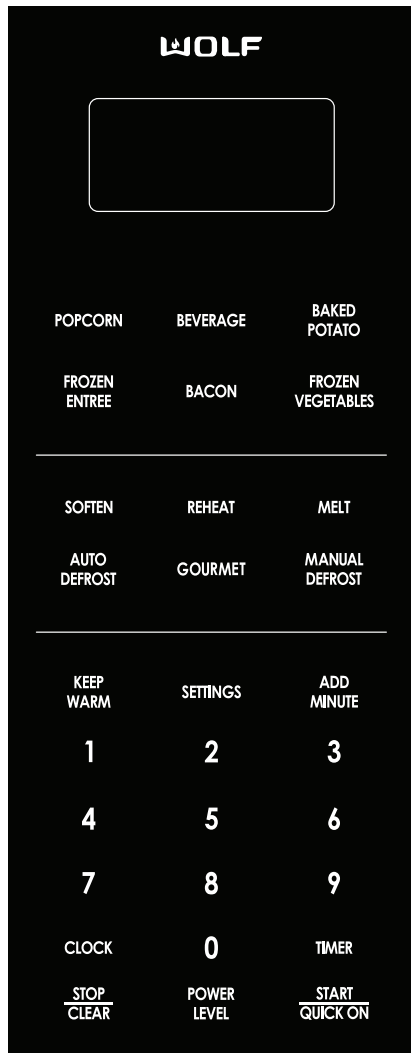 WOLF
POPCORN BEVERAGE BAKED POTATO
FROZEN ENTREE BACON FROZEN VEGETABLES
SOFTEN REHEAT MELT
AUTO DEFROST GOURMET MANUAL DEFROST
KEEP WARM SETTINGS ADD MINUTE
1 2 3
4 5 6
7 8 9
CLOCK 0 TIMER
STOP CLEAR POWER LEVEL START QUICK ON